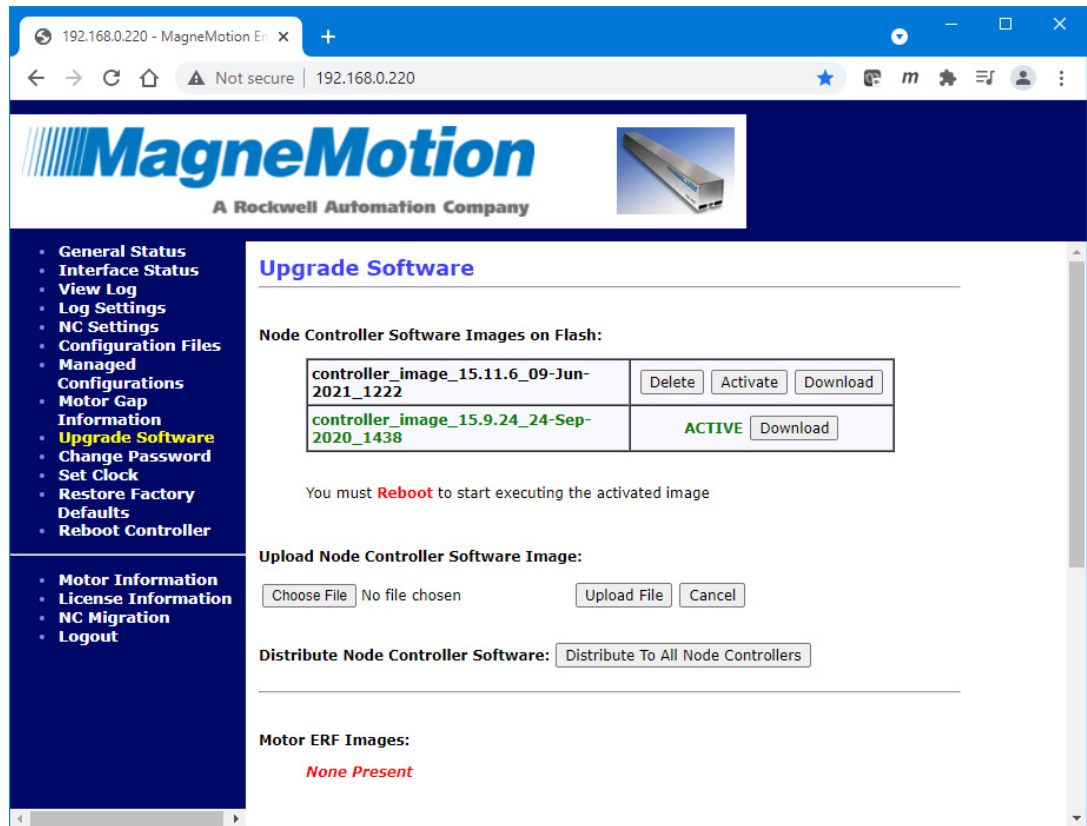 192.168.0.220 - MagneMotion En
Not secure | 192.168.0.220
m
MagneMotion
A Rockwell Automation Company
General Status
Interface Status
View Log
Log Settings
NC Settings
Configuration Files
Managed
Configurations
Motor Gap
Information
Upgrade Software
Change Password
Set Clock
Restore Factory
Defaults
Reboot Controller
Motor Information
License Information
NC Migration
Logout
Upgrade Software
Node Controller Software Images on Flash:
controller_image_15.11.6_09-Jun-
2021_1222
Delete Activate Download
controller_image_15.9.24_24-Sep-
2020_1438
ACTIVE Download
You must Reboot to start executing the activated image
Upload Node Controller Software Image:
Choose File No file chosen Upload File Cancel
Distribute Node Controller Software: Distribute To All Node Controllers
Motor ERF Images:
None Present